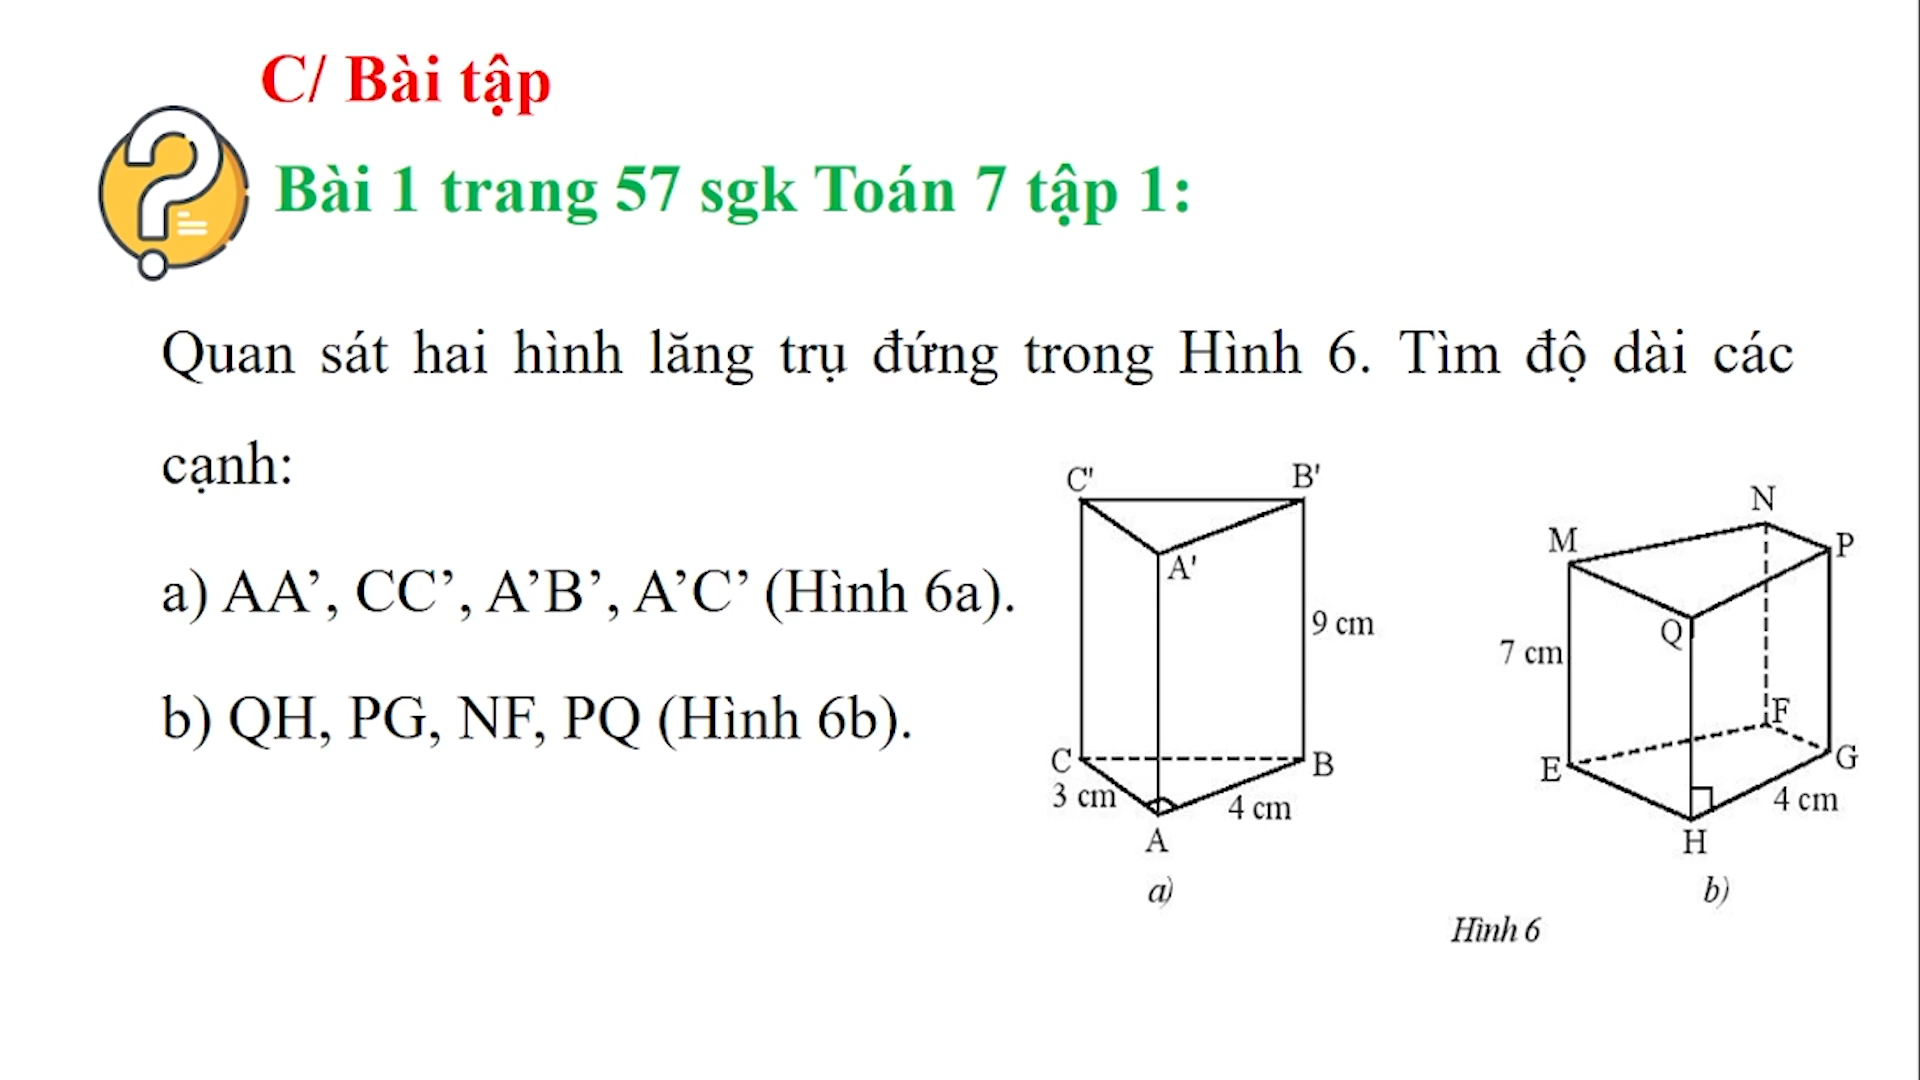 C/ Bài tập
Bài 1 trang 57 sgk Toán 7 tập 1:
Quan sát hai hình lăng trụ đứng trong Hình 6. Tìm độ dài các
cạnh:
a) AA’, CC’, A’B’, A’C’ (Hình 6a).
b) QH, PG, NF, PQ (Hình 6b).
C' B'
A'
9 cm
C B
3 cm 4 cm
A
a)
N
M P
Q
7 cm
F
E G
4 cm
H
b)
Hình 6